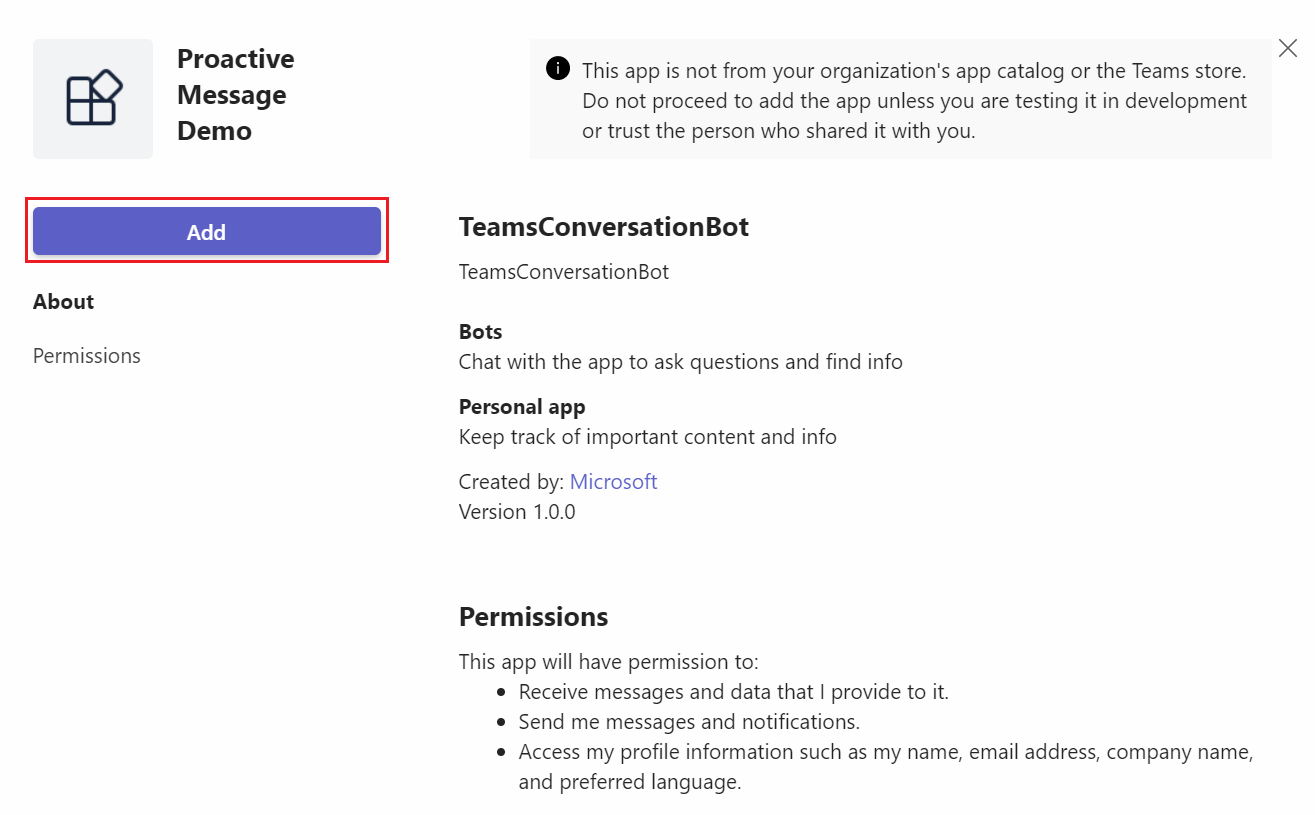 Proactive
Message
Demo
This app is not from your organization's app catalog or the Teams store.
Do not proceed to add the app unless you are testing it in development
or trust the person who shared it with you.
Add
About
Permissions
TeamsConversationBot
TeamsConversationBot
Bots
Chat with the app to ask questions and find info
Personal app
Keep track of important content and info
Created by: Microsoft
Version 1.0.0
Permissions
This app will have permission to:
• Receive messages and data that I provide to it.
• Send me messages and notifications.
• Access my profile information such as my name, email address, company name,
and preferred language.